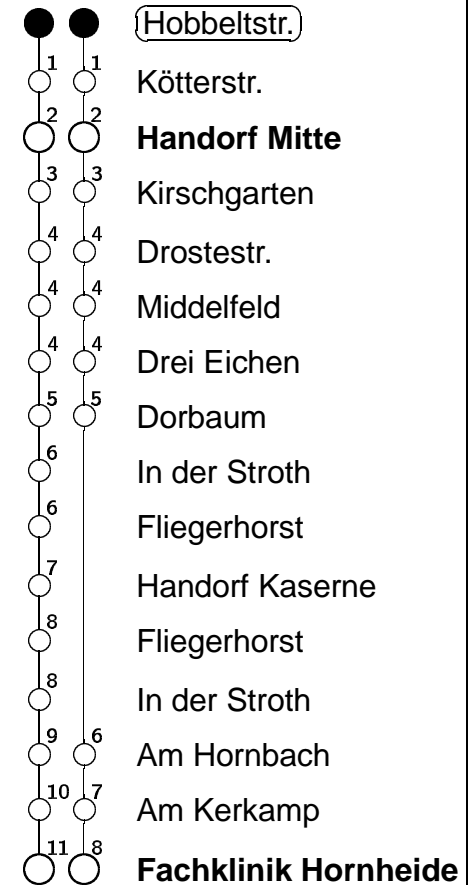 Hobbeltstr.
1 1 Kötterstr.
2 2 Handorf Mitte
3 3 Kirschgarten
4 4 Drostestr.
4 4 Middelfeld
4 4 Drei Eichen
5 5 Dorbaum
6 In der Stroth
6 Fliegerhorst
7 Handorf Kaserne
8 Fliegerhorst
8 In der Stroth
9 6 Am Hornbach
10 7 Am Kerkamp
11 8 Fachklinik Hornheide